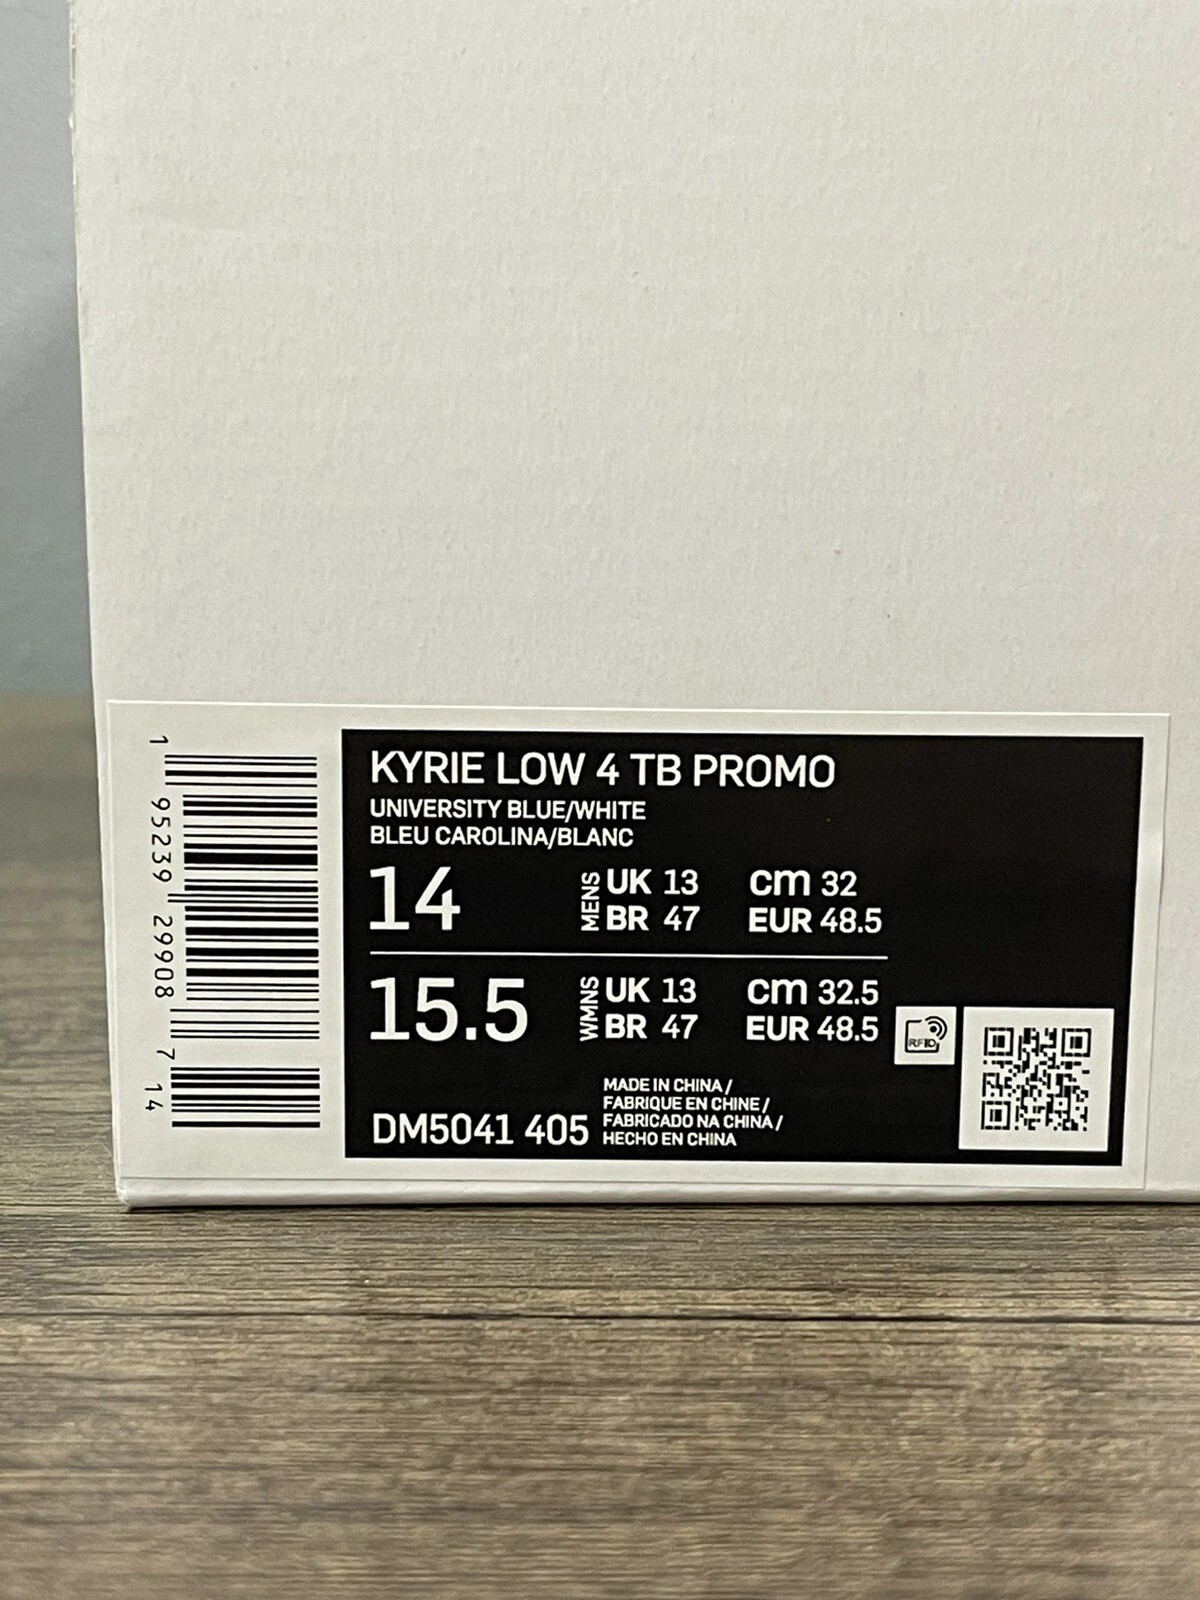 1 95239 29908 7 14
KYRIE LOW 4 TB PROMO
UNIVERSITY BLUE/WHITE
BLEU CAROLINA/BLANC
14 MENS UK 13 cm 32
BR 47 EUR 48.5
15.5 WMNS UK 13 cm 32.5
BR 47 EUR 48.5
RFID
MADE IN CHINA /
FABRIQUE EN CHINE /
FABRICADO NA CHINA /
HECHO EN CHINA
DM5041 405